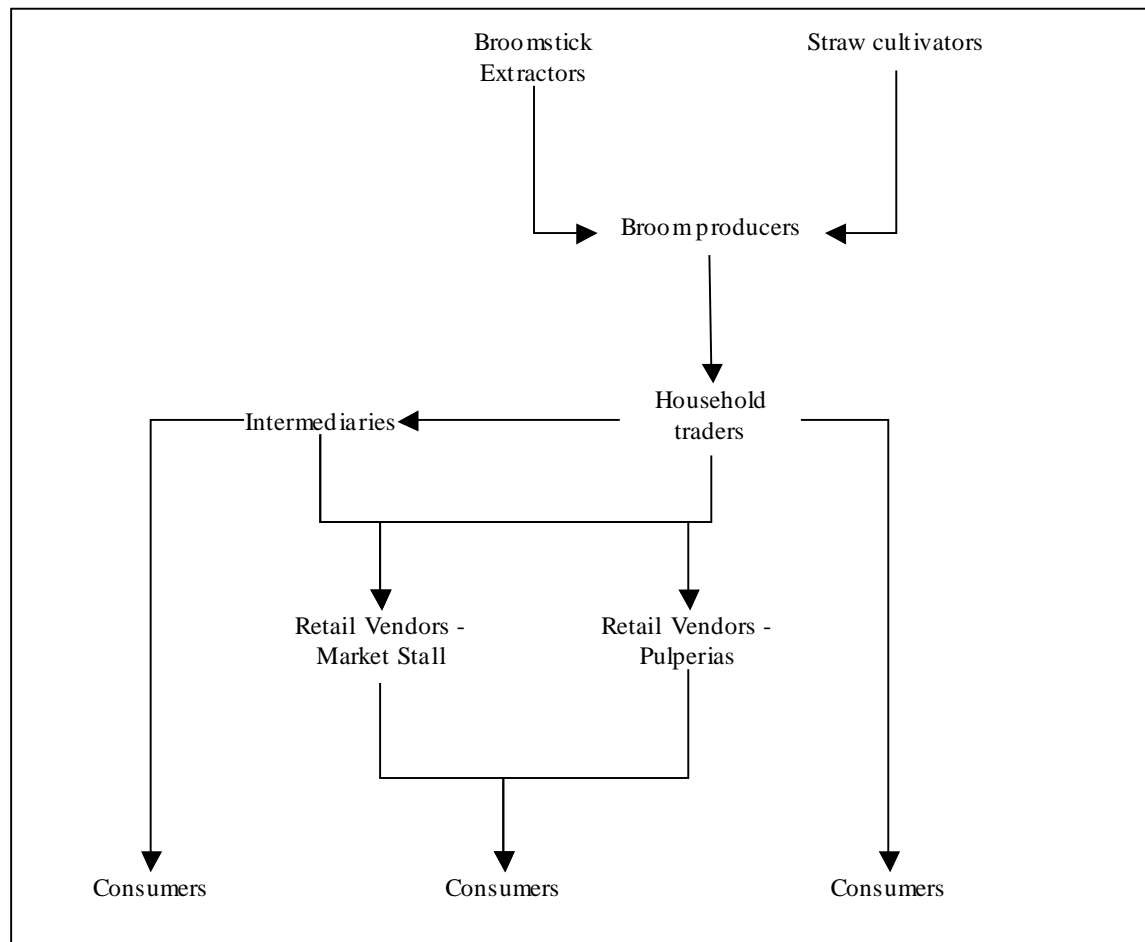 Broomstick
Extractors
Straw cultivators
Broom producers
Household
traders
Intermediaries
Retail Vendors -
Market Stall
Retail Vendors -
Pulperias
Consumers
Consumers
Consumers